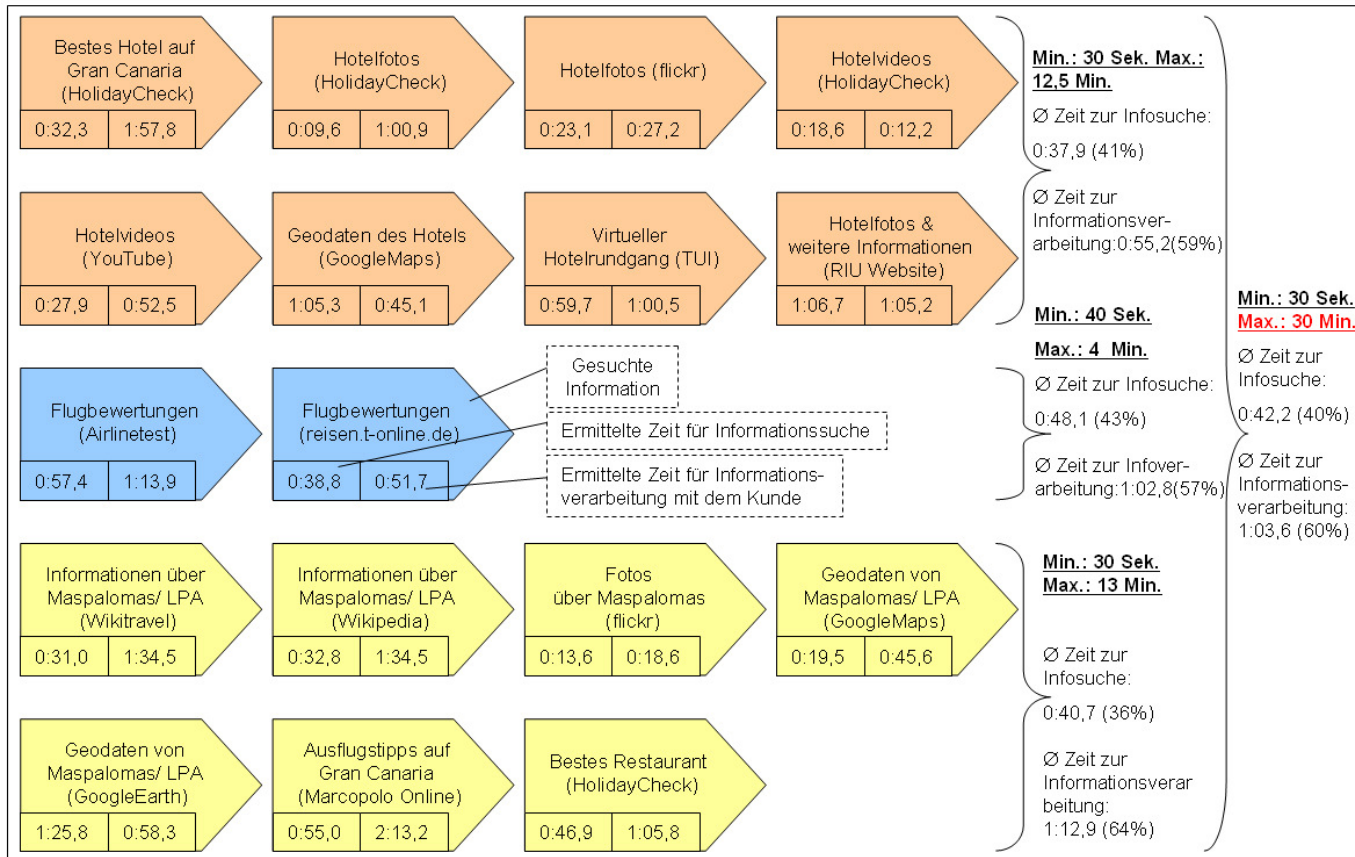 Bestes Hotel auf
Gran Canaria
(HolidayCheck)
0:32,3 1:57,8
Hotelfotos
(HolidayCheck)
0:09,6 1:00,9
Hotelfotos (flickr)
0:23,1 0:27,2
Hotelvideos
(HolidayCheck)
0:18,6 0:12,2
Min.: 30 Sek. Max.:
12,5 Min.
Ø Zeit zur Infosuche:
0:37,9 (41%)
Ø Zeit zur
Informationsver-
arbeitung:0:55,2(59%)
Hotelvideos
(YouTube)
0:27,9 0:52,5
Geodaten des Hotels
(GoogleMaps)
1:05,3 0:45,1
Virtueller
Hotelrundgang (TUI)
0:59,7 1:00,5
Hotelfotos &
weitere Informationen
(RIU Website)
1:06,7 1:05,2
Flugbewertungen
(Airlinetest)
0:57,4 1:13,9
Flugbewertungen
(reisen.t-online.de)
0:38,8 0:51,7
Gesuchte
Information
Ermittelte Zeit für Informationssuche
Ermittelte Zeit für Informations-
verarbeitung mit dem Kunde
Min.: 40 Sek.
Max.: 4 Min.
Ø Zeit zur Infosuche:
0:48,1 (43%)
Ø Zeit zur Infover-
arbeitung:1:02,8(57%)
Min.: 30 Sek.
Max.: 30 Min.
Ø Zeit zur
Infosuche:
0:42,2 (40%)
Ø Zeit zur
Informations-
verarbeitung:
1:03,6 (60%)
Informationen über
Maspalomas/ LPA
(Wikitravel)
0:31,0 1:34,5
Informationen über
Maspalomas/ LPA
(Wikipedia)
0:32,8 1:34,5
Fotos
über Maspalomas
(flickr)
0:13,6 0:18,6
Geodaten von
Maspalomas/ LPA
(GoogleMaps)
0:19,5 0:45,6
Min.: 30 Sek.
Max.: 13 Min.
Ø Zeit zur
Infosuche:
0:40,7 (36%)
Ø Zeit zur
Informationsverar
beitung:
1:12,9 (64%)
Geodaten von
Maspalomas/ LPA
(GoogleEarth)
1:25,8 0:58,3
Ausflugstipps auf
Gran Canaria
(Marcopolo Online)
0:55,0 2:13,2
Bestes Restaurant
(HolidayCheck)
0:46,9 1:05,8